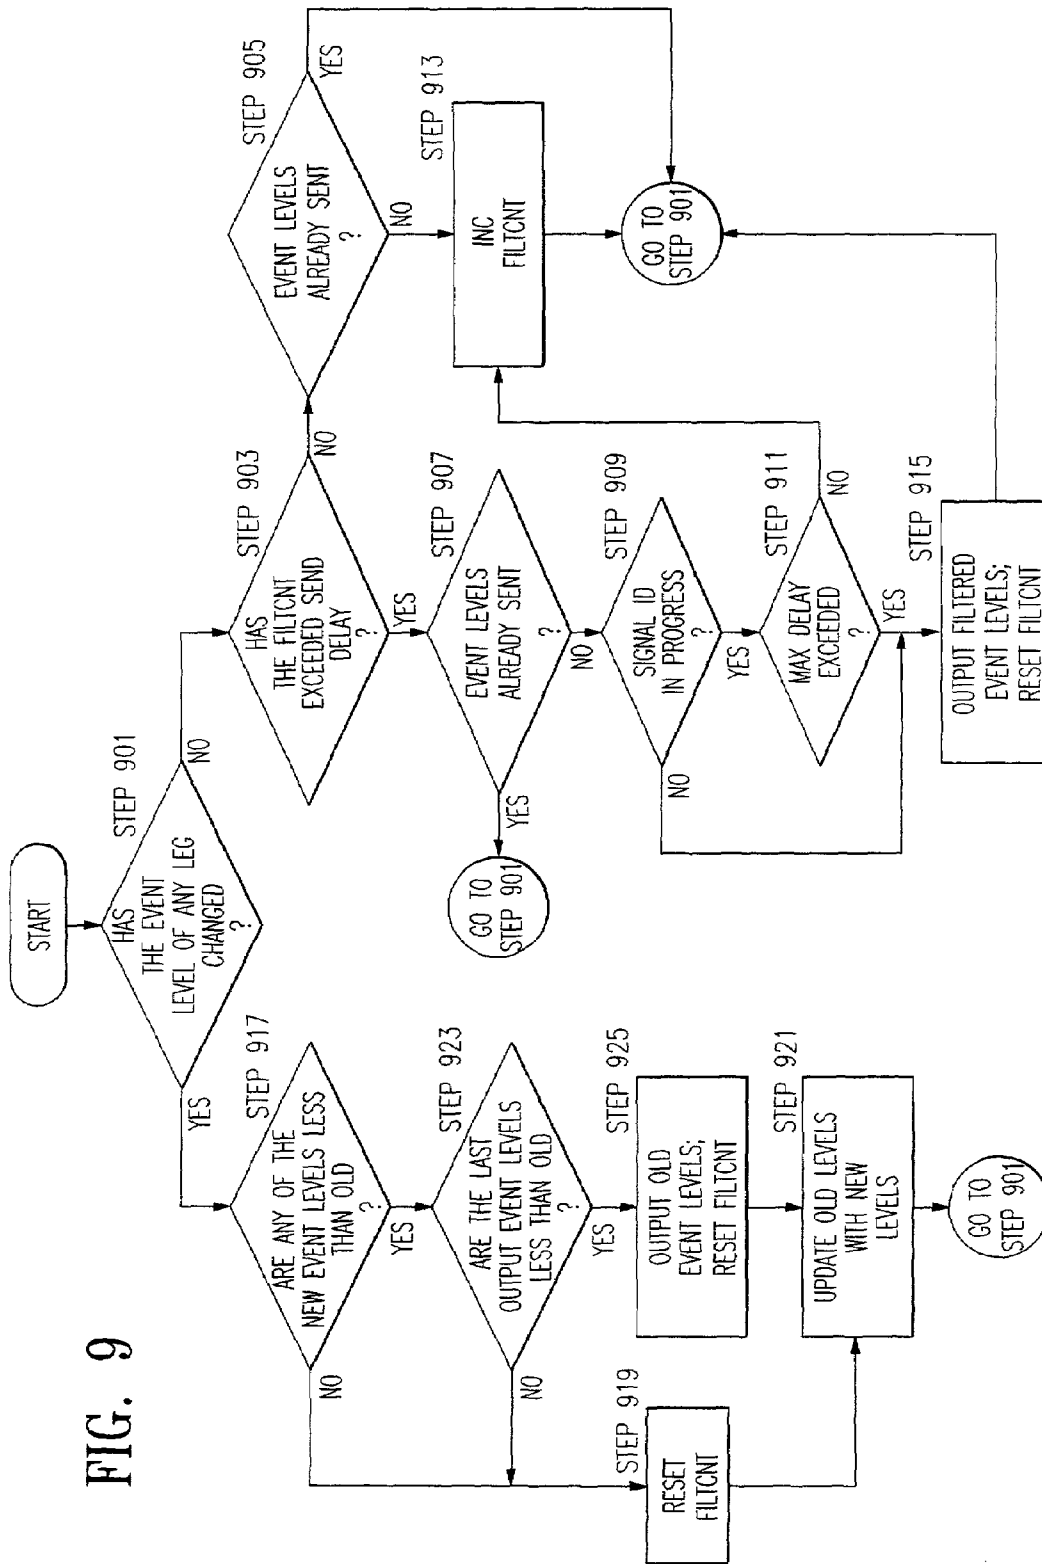 FIG. 9
START
STEP 901
HAS
THE EVENT
LEVEL OF ANY LEG
CHANGED
?
YES
NO
STEP 917
ARE ANY OF THE
NEW EVENT LEVELS LESS
THAN OLD
?
NO
YES
STEP 923
ARE THE LAST
OUTPUT EVENT LEVELS
LESS THAN OLD
?
NO
YES
STEP 925
OUTPUT OLD
EVENT LEVELS;
RESET FILTCNT
STEP 919
RESET
FILTCNT
STEP 921
UPDATE OLD LEVELS
WITH NEW
LEVELS
GO TO
STEP 901
STEP 903
HAS
THE FILTCNT
EXCEEDED SEND
DELAY
?
NO
YES
STEP 905
EVENT LEVELS
ALREADY SENT
?
YES
NO
STEP 907
EVENT LEVELS
ALREADY SENT
?
YES
NO
GO TO
STEP 901
STEP 913
INC
FILTCNT
STEP 909
SIGNAL ID
IN PROGRESS
?
NO
YES
GO TO
STEP 901
STEP 911
MAX DELAY
EXCEEDED
?
NO
YES
STEP 915
OUTPUT FILTERED
EVENT LEVELS;
RESET FILTCNT